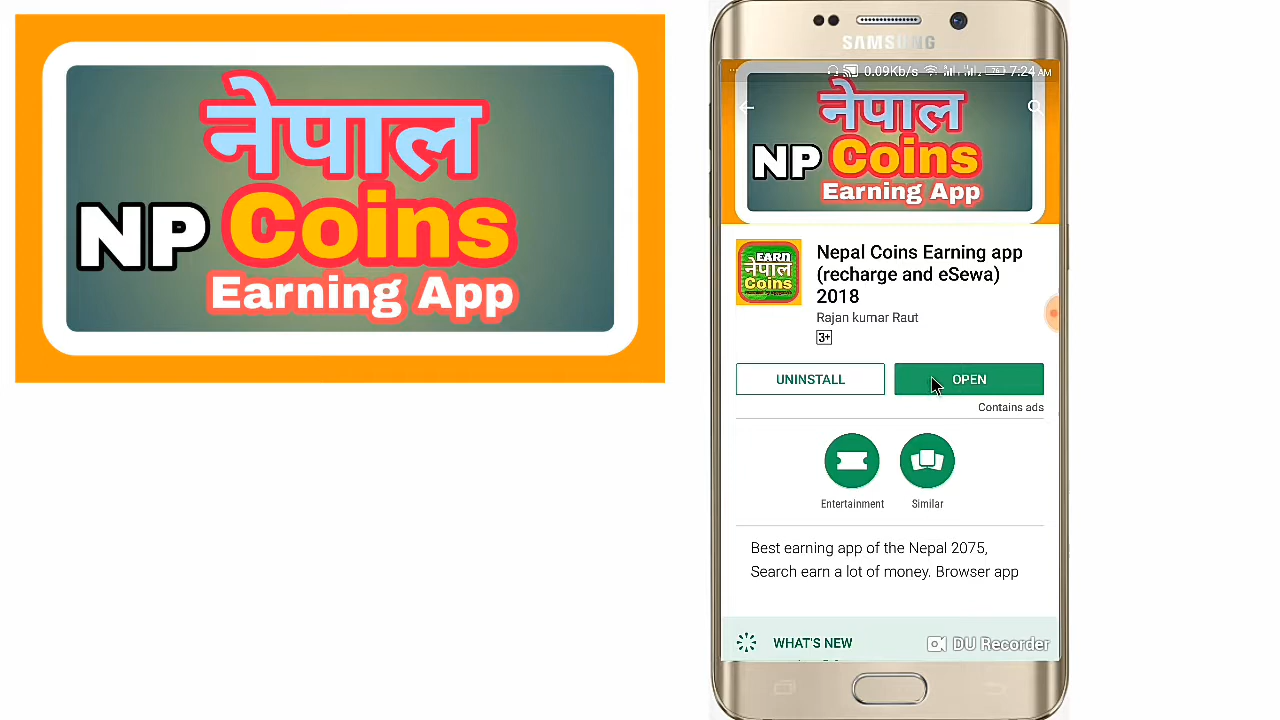 नेपाल
NP Coins
Earning App
SAMSUNG
0.09Kb/s 76 7:24 AM
नेपाल
NP Coins
Earning App
EARN
नेपाल
Coins
Nepal Coins Earning app
(recharge and eSewa)
2018
Rajan kumar Raut
3+
UNINSTALL
OPEN
Contains ads
Entertainment
Similar
Best earning app of the Nepal 2075,
Search earn a lot of money. Browser app
WHAT'S NEW
DU Recorder